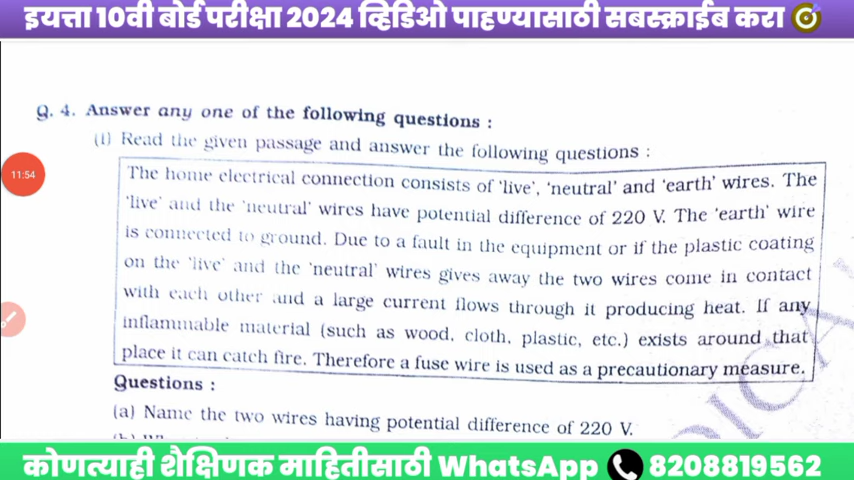 इयत्ता 10वी बोर्ड परीक्षा 2024 व्हिडिओ पाहण्यासाठी सबस्क्राईब करा
Q. 4. Answer any one of the following questions :
(i) Read the given passage and answer the following questions :
11:54
The home electrical connection consists of 'live', 'neutral' and 'earth' wires. The
'live' and the 'neutral' wires have potential difference of 220 V. The 'earth' wire
is connected to ground. Due to a fault in the equipment or if the plastic coating
on the 'live' and the 'neutral' wires gives away the two wires come in contact
with each other and a large current flows through it producing heat. If any
inflammable material (such as wood, cloth, plastic, etc.) exists around that
place it can catch fire. Therefore a fuse wire is used as a precautionary measure.
Questions :
(a) Name the two wires having potential difference of 220 V.
कोणत्याही शैक्षिणक माहितीसाठी WhatsApp 8208819562